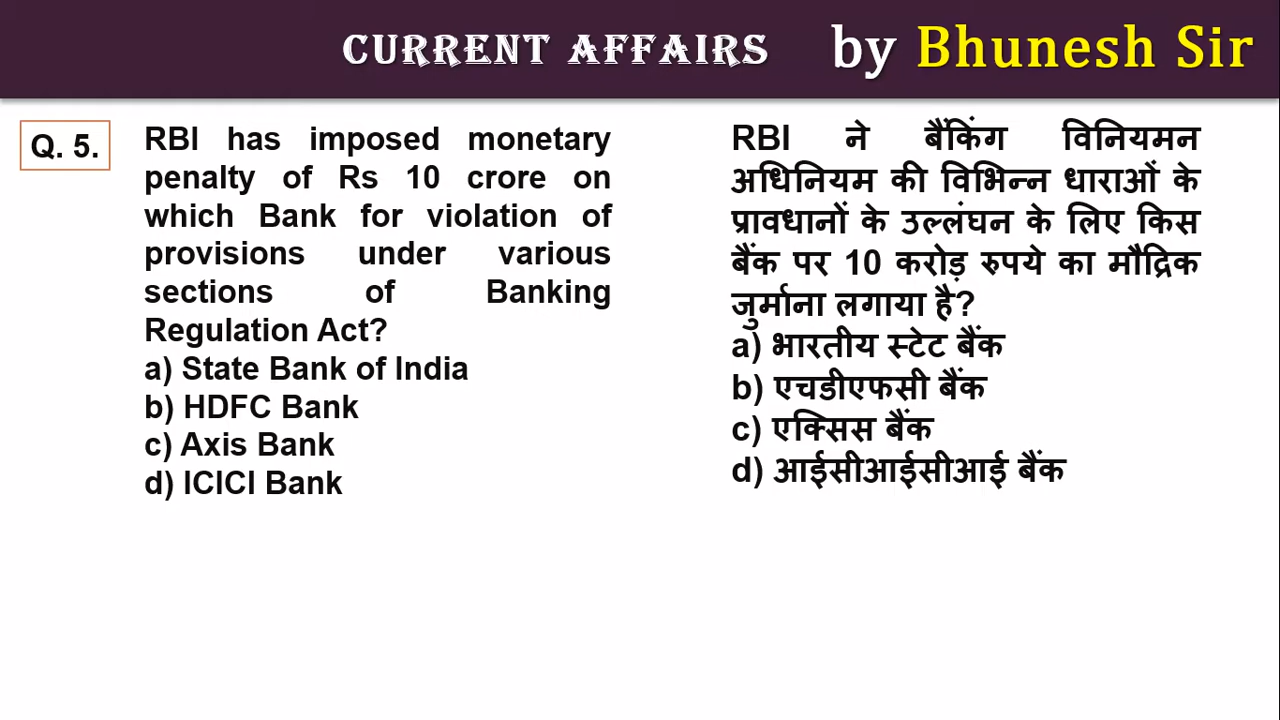 CURRENT AFFAIRS by Bhunesh Sir
Q. 5.
RBI has imposed monetary
penalty of Rs 10 crore on
which Bank for violation of
provisions under various
sections of Banking
Regulation Act?
a) State Bank of India
b) HDFC Bank
c) Axis Bank
d) ICICI Bank
RBI ने बैंकिंग विनियमन
अधिनियम की विभिन्न धाराओं के
प्रावधानों के उल्लंघन के लिए किस
बैंक पर 10 करोड़ रुपये का मौद्रिक
जुर्माना लगाया है?
a) भारतीय स्टेट बैंक
b) एचडीएफसी बैंक
c) एक्सिस बैंक
d) आईसीआईसीआई बैंक